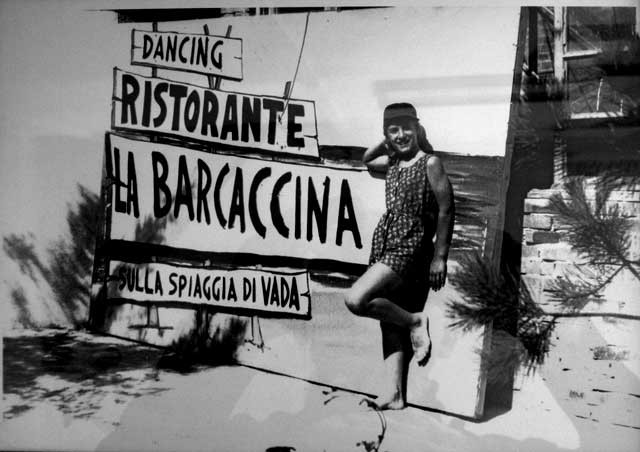 DANCING
RISTORANTE
LA BARCACCINA
SULLA SPIAGGIA DI VADA